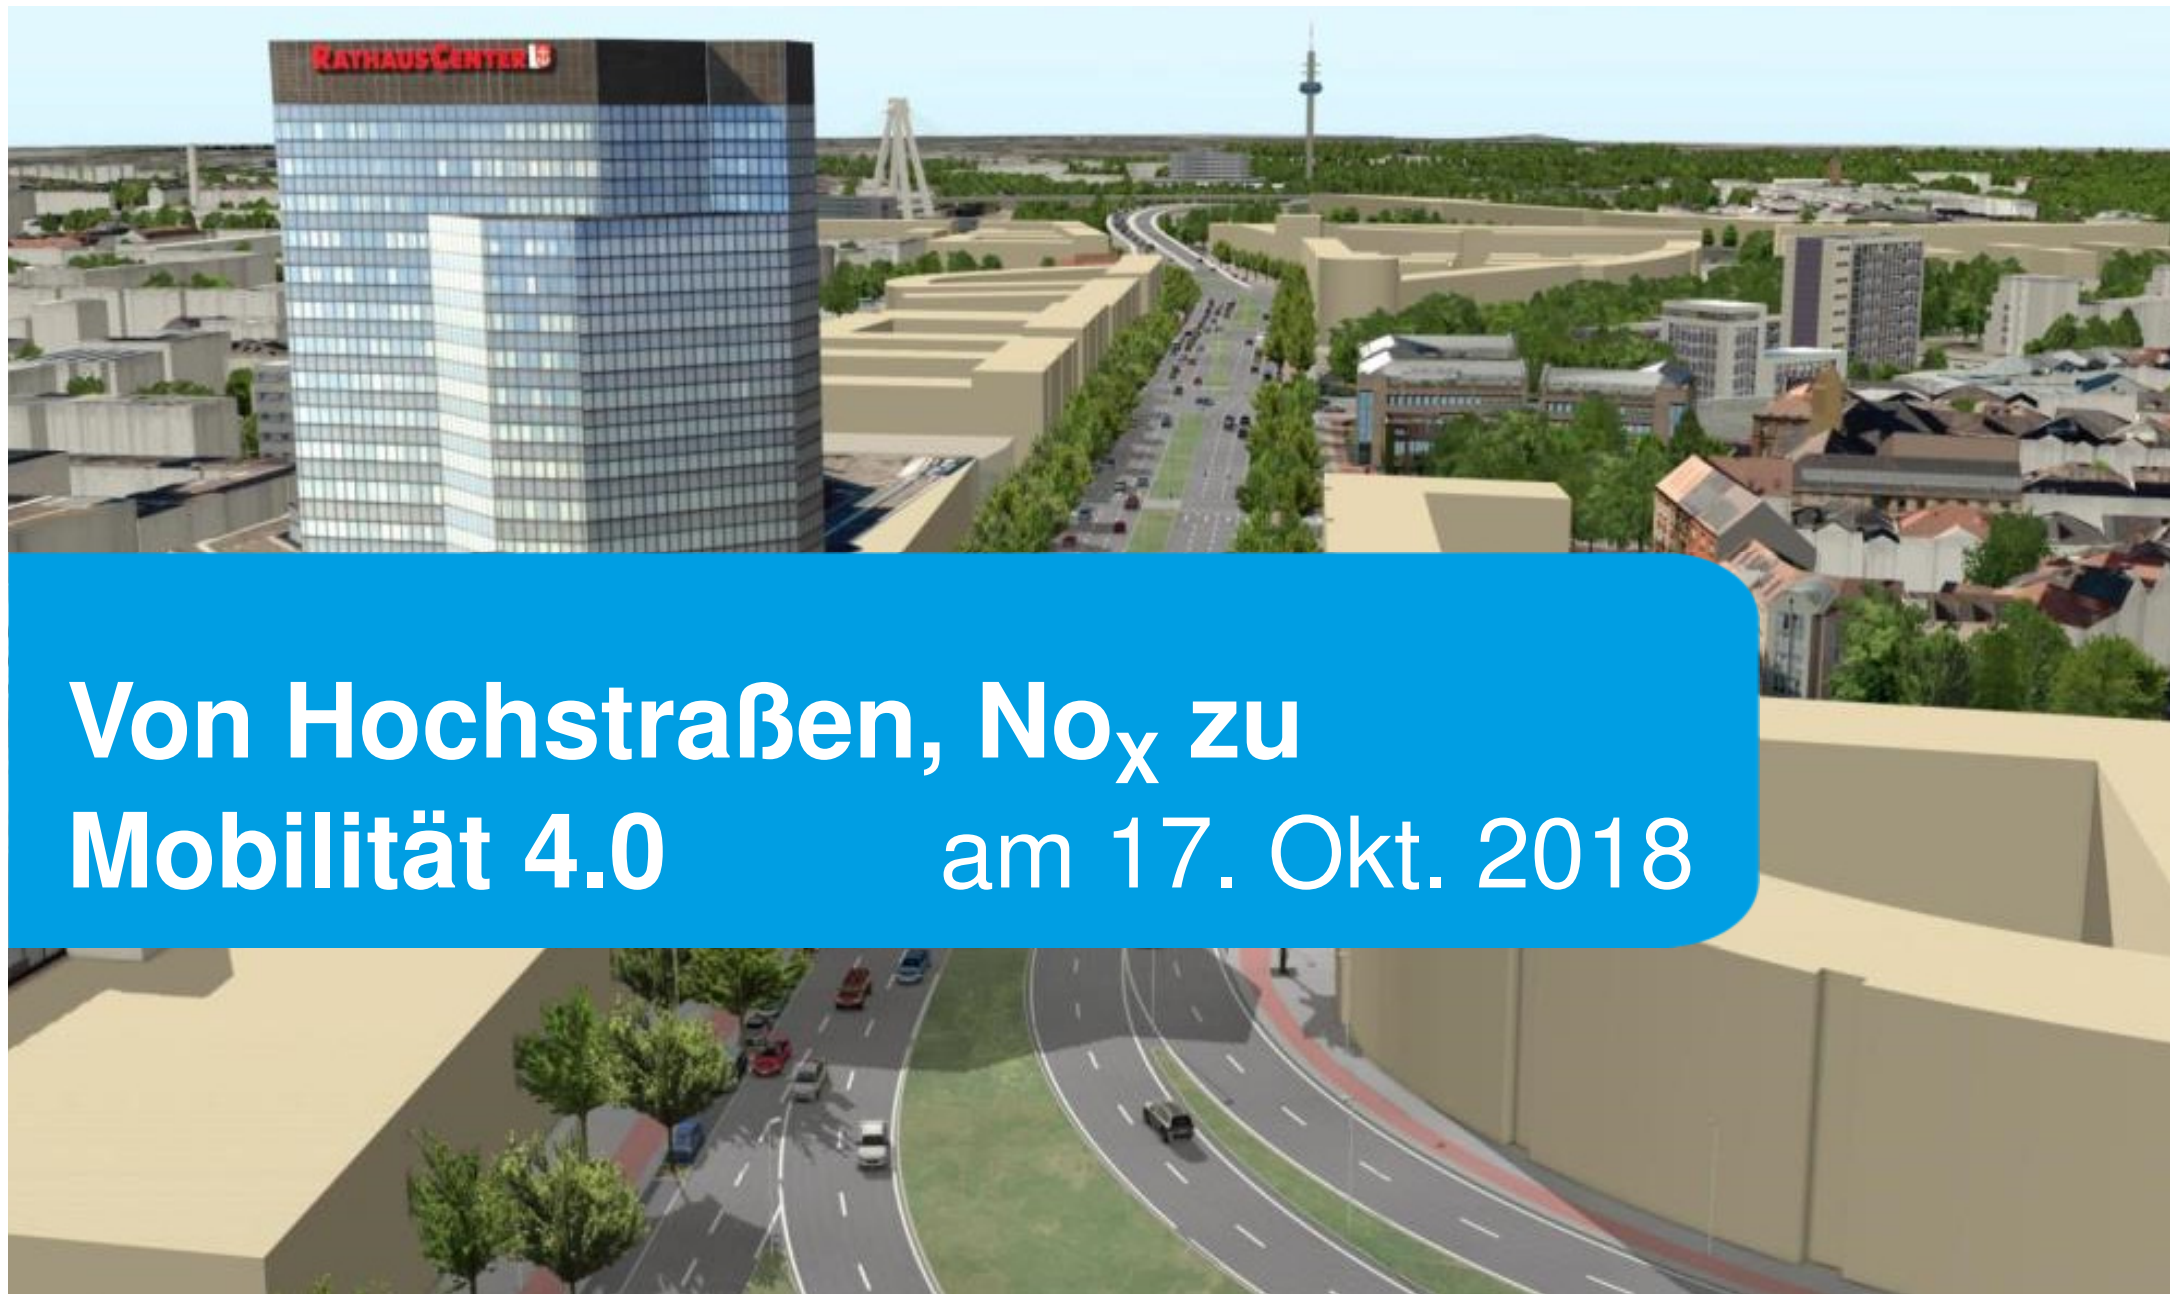 RATHAUSCENTER
Von Hochstraßen, Noₓ zu
Mobilität 4.0 am 17. Okt. 2018